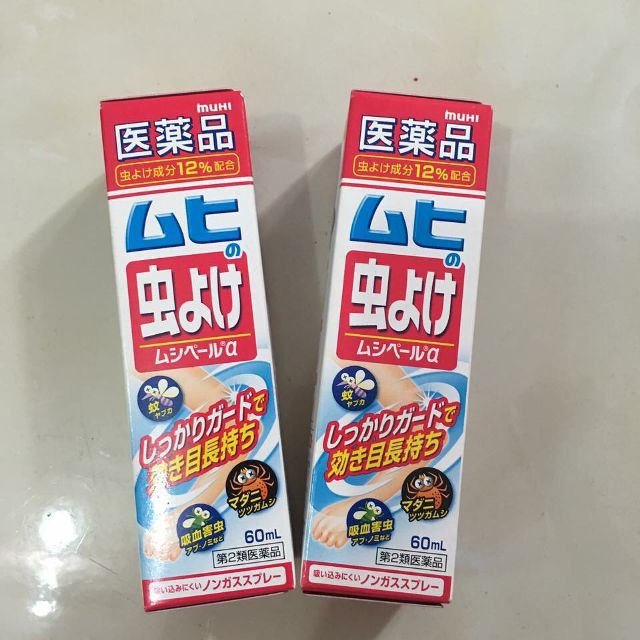 muHI
医薬品
虫よけ成分12%配合
ムヒの
虫よけ
ムシペール®α
蚊
ヤブカ
しっかりガードで
効き目長持ち
マダニ
ツツガムシ
吸血害虫
アブ・ノミなど
60mL
第2類医薬品
吸い込みにくいノンガススプレー
muHI
医薬品
虫よけ成分12%配合
ムヒの
虫よけ
ムシペール®α
蚊
ヤブカ
しっかりガードで
効き目長持ち
マダニ
ツツガムシ
吸血害虫
アブ・ノミなど
60mL
第2類医薬品
吸い込みにくいノンガススプレー